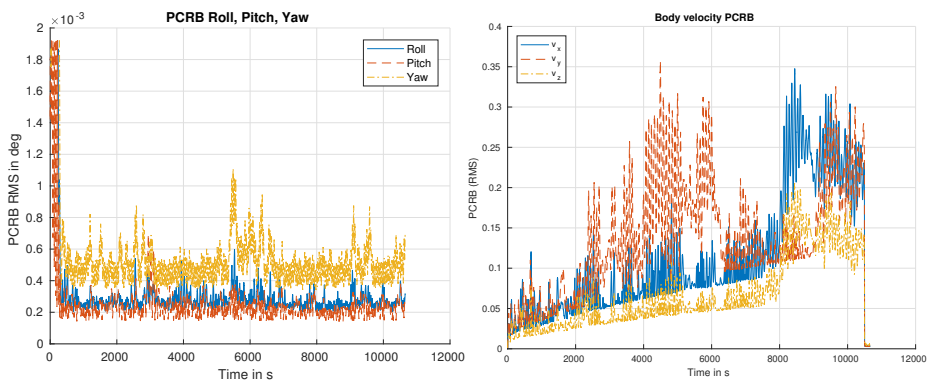 PCRB Roll, Pitch, Yaw
×10⁻³
2
1.8
1.6
1.4
1.2
1
0.8
0.6
0.4
0.2
0
PCRB RMS in deg
Roll
Pitch
Yaw
0 2000 4000 6000 8000 10000 12000
Time in s
Body velocity PCRB
0.4
0.35
0.3
0.25
0.2
0.15
0.1
0.05
0
PCRB (RMS)
v_x
v_y
v_z
0 2000 4000 6000 8000 10000 12000
Time in s